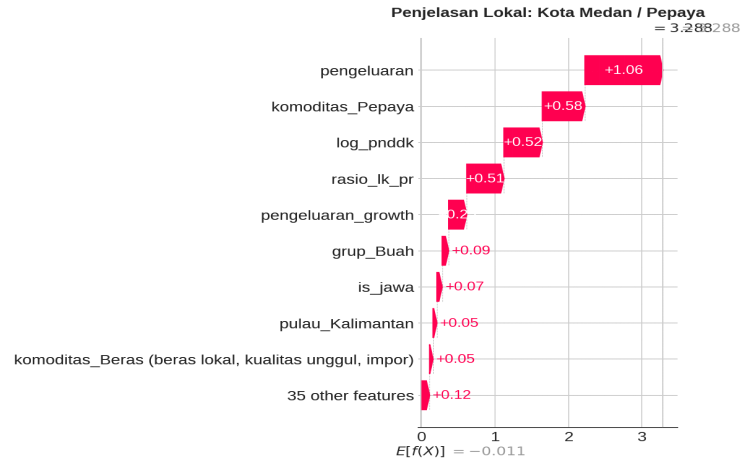 Penjelasan Lokal: Kota Medan / Pepaya
= 3.288
pengeluaran +1.06
komoditas_Pepaya +0.58
log_pnddk +0.52
rasio_lk_pr +0.51
pengeluaran_growth
grup_Buah +0.09
is_jawa +0.07
pulau_Kalimantan +0.05
komoditas_Beras (beras lokal, kualitas unggul, impor) +0.05
35 other features +0.12
0 1 2 3
E[f(X)] = −0.011